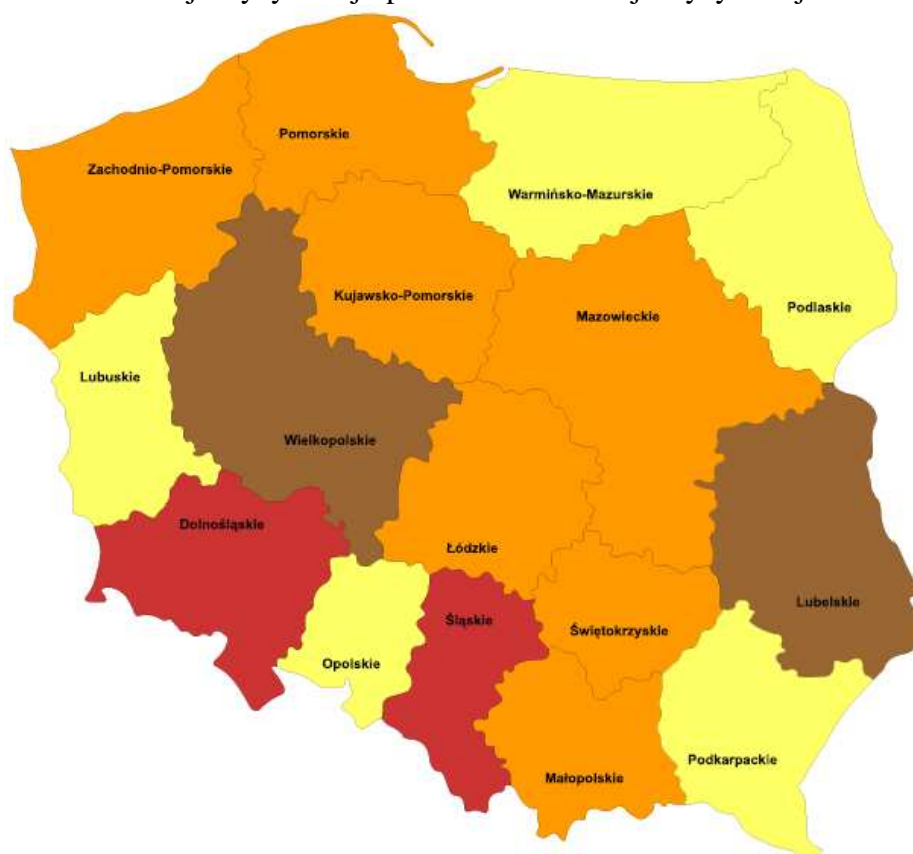 Pomorskie
Zachodnio-Pomorskie
Warmińsko-Mazurskie
Kujawsko-Pomorskie
Podlaskie
Mazowieckie
Lubuskie
Wielkopolskie
Dolnośląskie
Łódzkie
Lubelskie
Śląskie
Świętokrzyskie
Opolskie
Podkarpackie
Małopolskie